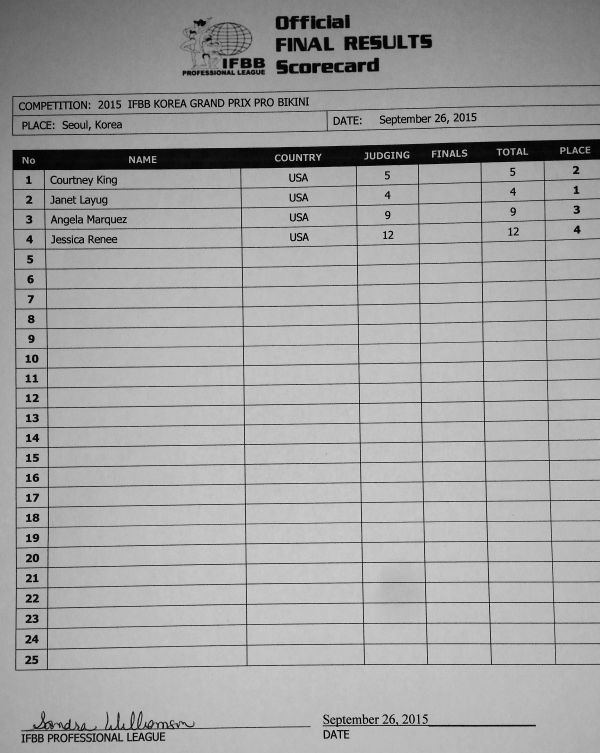 Official
FINAL RESULTS
Scorecard
IFBB
PROFESSIONAL LEAGUE
COMPETITION: 2015 IFBB KOREA GRAND PRIX PRO BIKINI
PLACE: Seoul, Korea DATE: September 26, 2015
No NAME COUNTRY JUDGING FINALS TOTAL PLACE
1 Courtney King USA 5 5 2
2 Janet Layug USA 4 4 1
3 Angela Marquez USA 9 9 3
4 Jessica Renee USA 12 12 4
5
6
7
8
9
10
11
12
13
14
15
16
17
18
19
20
21
22
23
24
25
Sandra Williamson September 26, 2015
IFBB PROFESSIONAL LEAGUE DATE